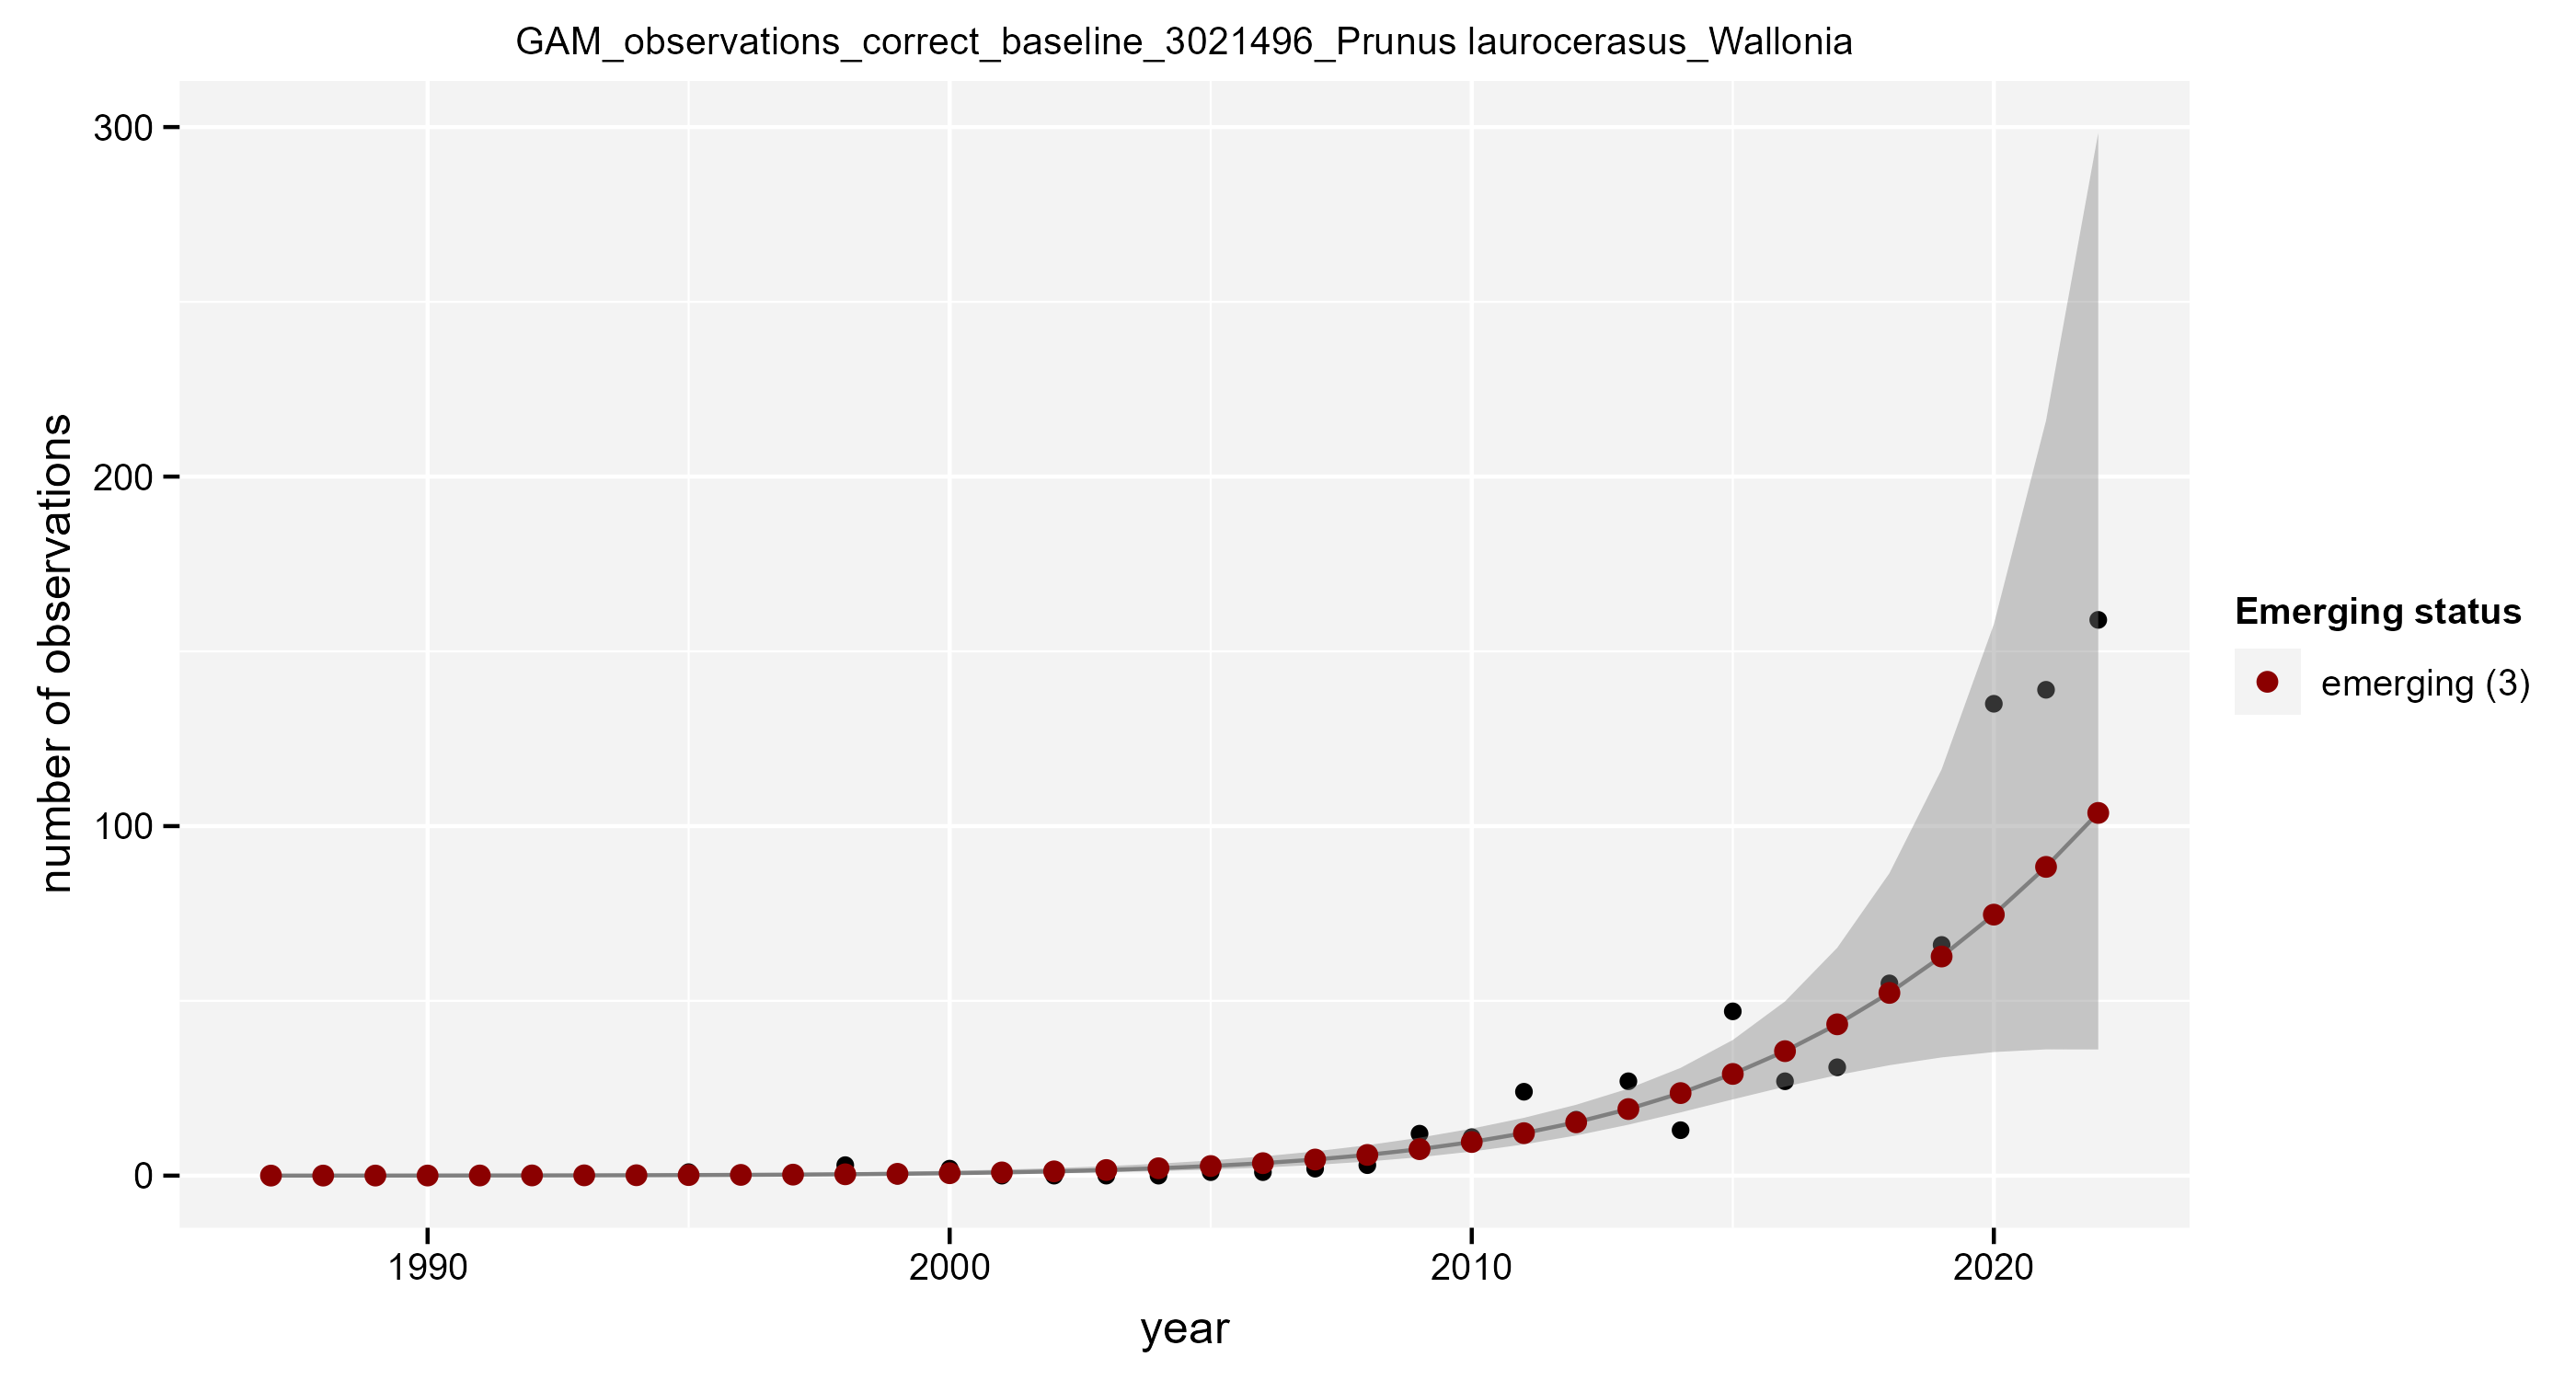 GAM_observations_correct_baseline_3021496_Prunus laurocerasus_Wallonia
300
200
100
0
number of observations
1990
2000
2010
2020
year
Emerging status
emerging (3)